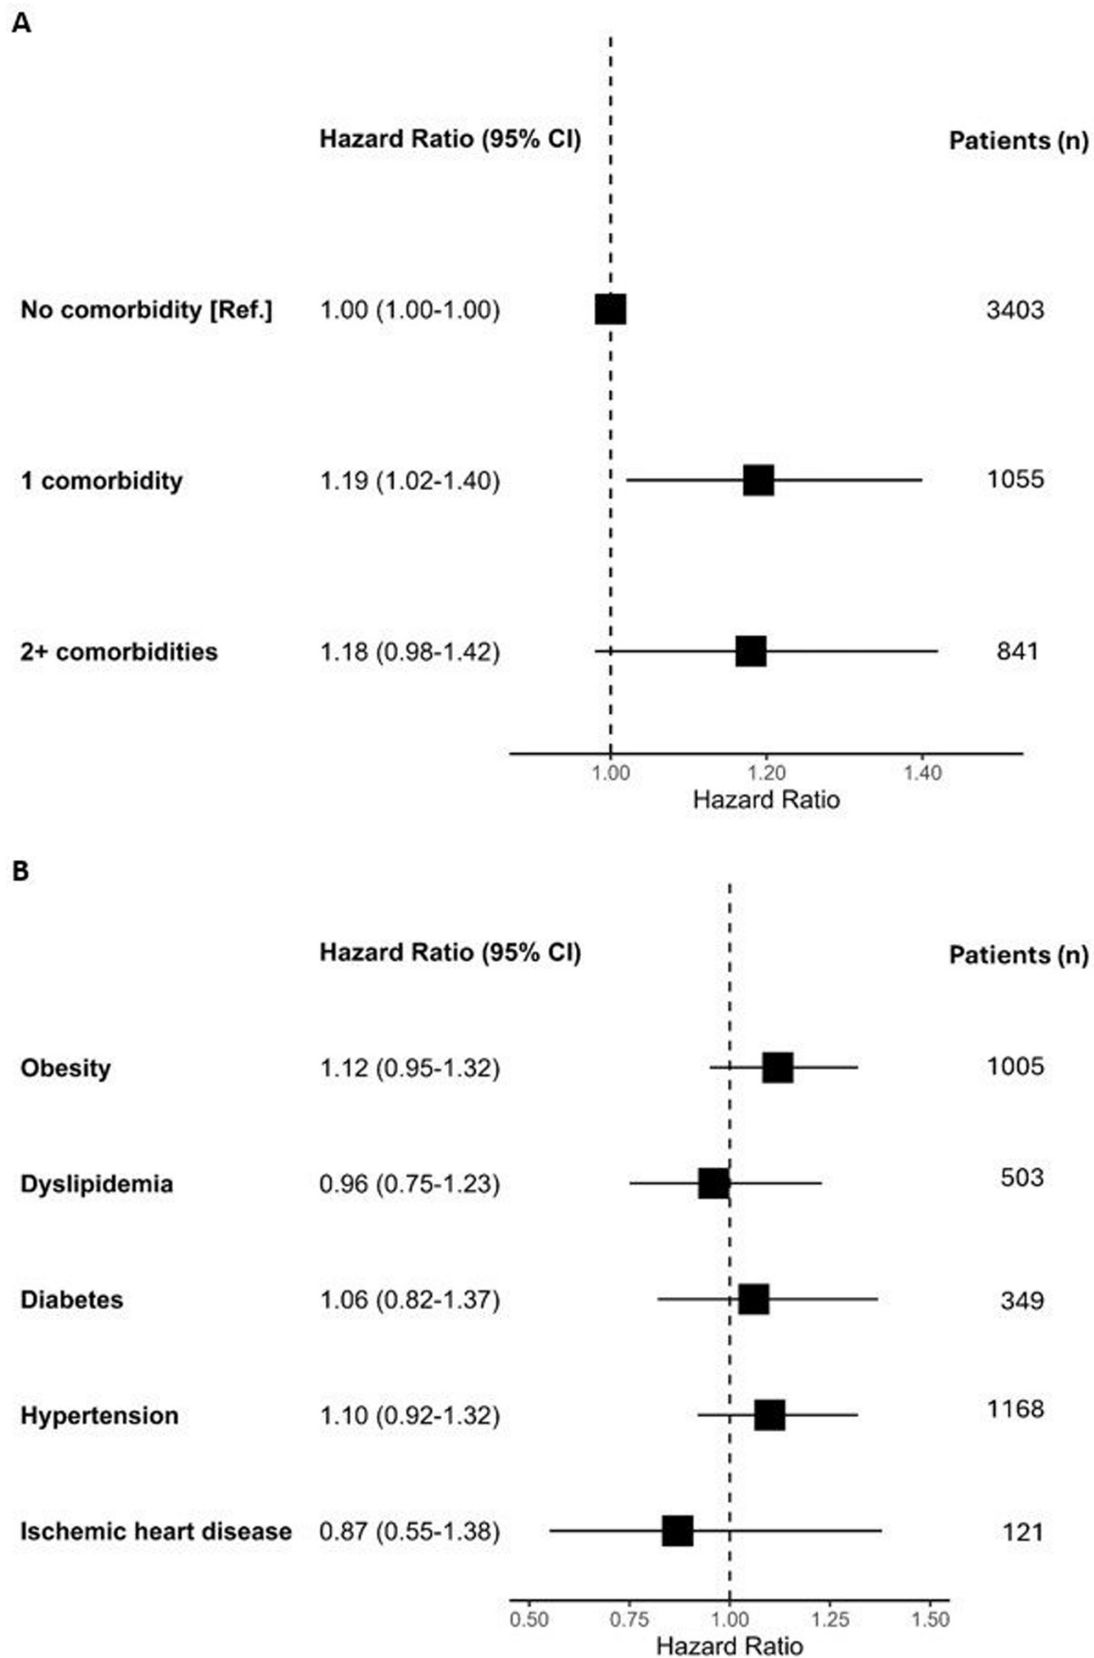 A
Hazard Ratio (95% CI) Patients (n)
No comorbidity [Ref.] 1.00 (1.00-1.00) 3403
1 comorbidity 1.19 (1.02-1.40) 1055
2+ comorbidities 1.18 (0.98-1.42) 841
1.00 1.20 1.40
Hazard Ratio
B
Hazard Ratio (95% CI) Patients (n)
Obesity 1.12 (0.95-1.32) 1005
Dyslipidemia 0.96 (0.75-1.23) 503
Diabetes 1.06 (0.82-1.37) 349
Hypertension 1.10 (0.92-1.32) 1168
Ischemic heart disease 0.87 (0.55-1.38) 121
0.50 0.75 1.00 1.25 1.50
Hazard Ratio